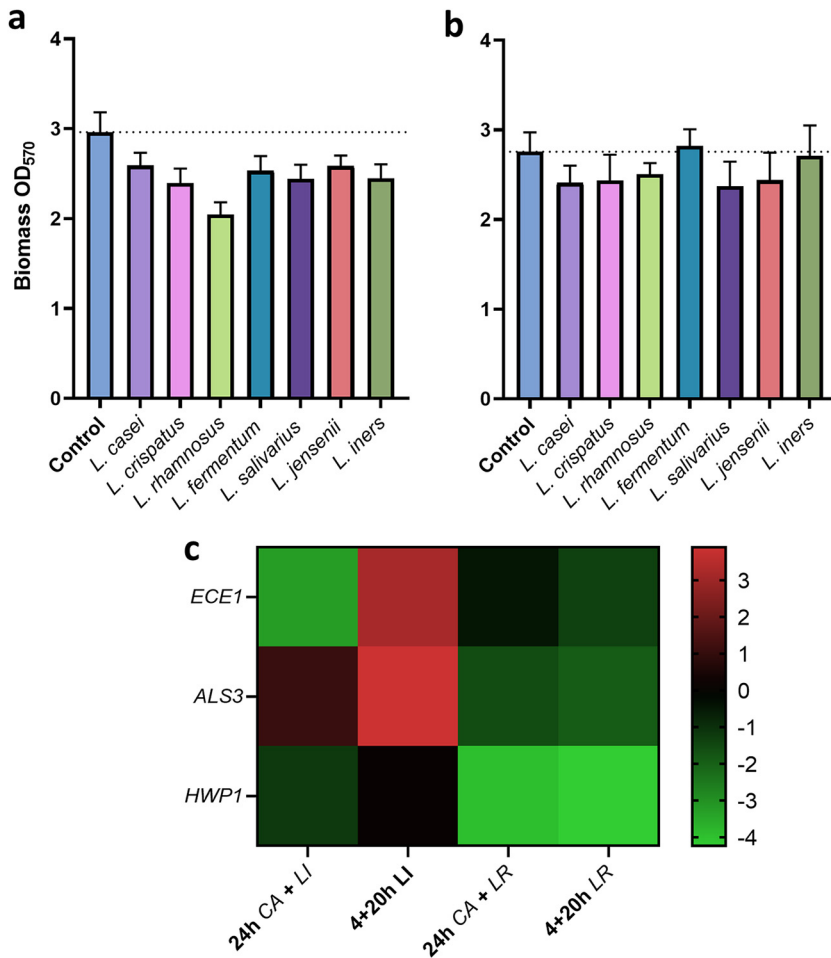 a
Biomass OD570
4
3
2
1
0
Control
L. casei
L. crispatus
L. rhamnosus
L. fermentum
L. salivarius
L. jensenii
L. iners
b
4
3
2
1
0
Control
L. casei
L. crispatus
L. rhamnosus
L. fermentum
L. salivarius
L. jensenii
L. iners
c
ECE1
ALS3
HWP1
24h CA + LI
4+20h LI
24h CA + LR
4+20h LR
3
2
1
0
-1
-2
-3
-4